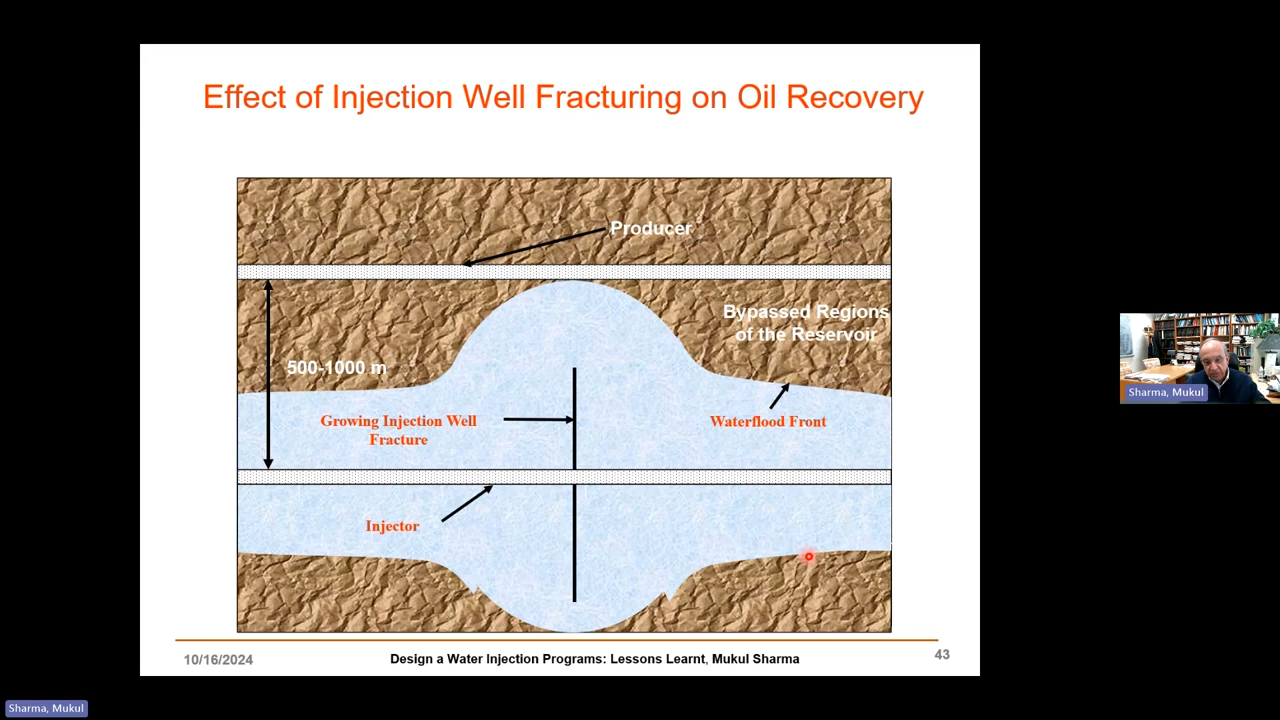 Effect of Injection Well Fracturing on Oil Recovery
Producer
Bypassed Regions
of the Reservoir
500-1000 m
Growing Injection Well
Fracture
Waterflood Front
Injector
10/16/2024
Design a Water Injection Programs: Lessons Learnt, Mukul Sharma
43
Sharma, Mukul
Sharma, Mukul